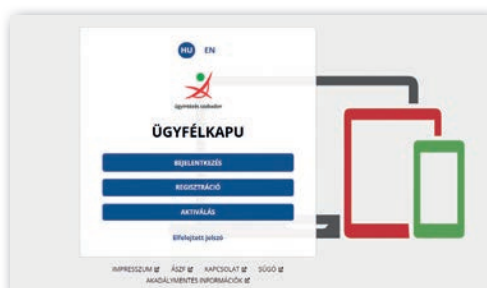 HU EN
ügyintézés szabadon
ÜGYFÉLKAPU
BEJELENTKEZÉS
REGISZTRÁCIÓ
AKTIVÁLÁS
Elfelejtett jelszó
IMPRESSZUM ÁSZF KAPCSOLAT SÚGÓ
AKADÁLYMENTES INFORMÁCIÓK